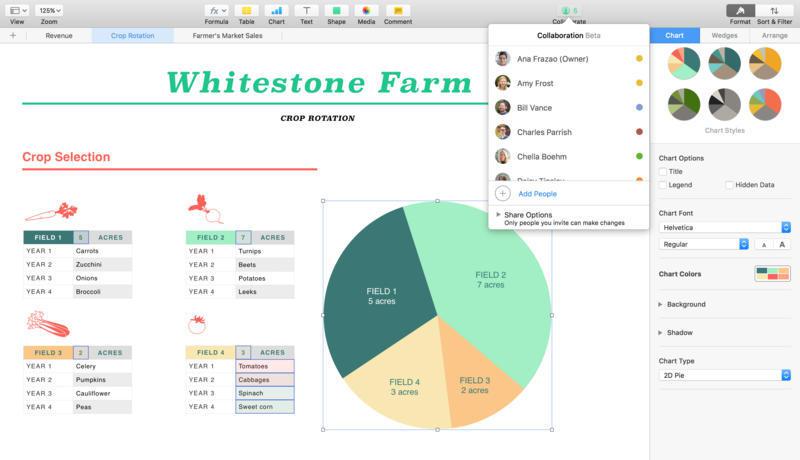 125%
5
View
Zoom
Formula
Table
Chart
Text
Shape
Media
Comment
Collaborate
Format
Sort & Filter
Revenue
Crop Rotation
Farmer's Market Sales
Collaboration Beta
Ana Frazao (Owner)
Amy Frost
Bill Vance
Charles Parrish
Chella Boehm
Add People
Share Options
Only people you invite can make changes
Whitestone Farm
CROP ROTATION
Crop Selection
FIELD 1 5 ACRES
YEAR 1 Carrots
YEAR 2 Zucchini
YEAR 3 Onions
YEAR 4 Broccoli
FIELD 2 7 ACRES
YEAR 1 Turnips
YEAR 2 Beets
YEAR 3 Potatoes
YEAR 4 Leeks
FIELD 3 2 ACRES
YEAR 1 Celery
YEAR 2 Pumpkins
YEAR 3 Cauliflower
YEAR 4 Peas
FIELD 4 3 ACRES
YEAR 1 Tomatoes
YEAR 2 Cabbages
YEAR 3 Spinach
YEAR 4 Sweet corn
FIELD 1
5 acres
FIELD 2
7 acres
FIELD 4
3 acres
FIELD 3
2 acres
Chart
Wedges
Arrange
Chart Styles
Chart Options
Title
Legend
Hidden Data
Chart Font
Helvetica
Regular
A
A
Chart Colors
Background
Shadow
Chart Type
2D Pie